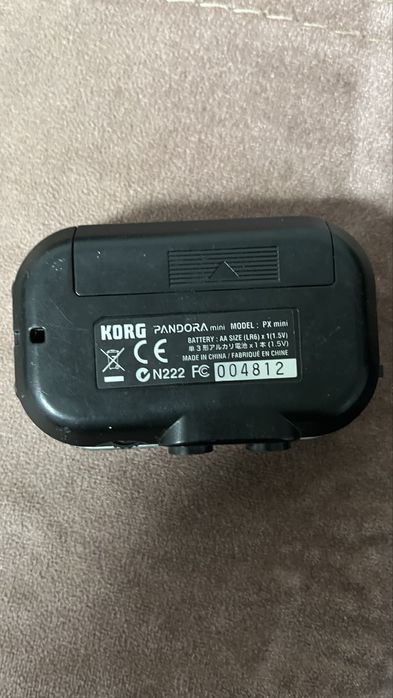 KORG PANDORA mini MODEL : PX mini
BATTERY : AA SIZE (LR6) x 1(1.5V)
単3形アルカリ電池 x 1本 (1.5V)
MADE IN CHINA / FABRIQUÉ EN CHINE
CE
N222 FC 004812